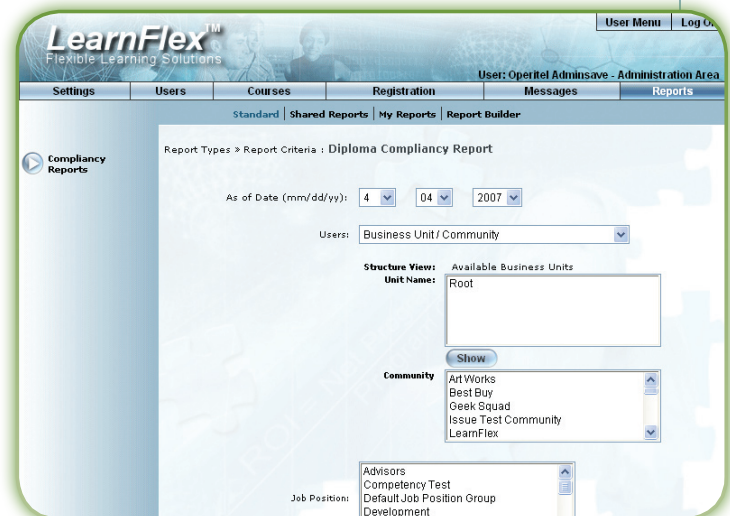 User Menu
LearnFlex™
Flexible Learning Solutions
User: Operitel Adminsave - Administration Area
Settings Users Courses Registration Messages Reports
Standard | Shared Reports | My Reports | Report Builder
Compliancy Reports
Report Types » Report Criteria : Diploma Compliancy Report
As of Date (mm/dd/yy): 4 04 2007
Users: Business Unit / Community
Structure View: Available Business Units
Unit Name: Root
Show
Community
Art Works
Best Buy
Geek Squad
Issue Test Community
LearnFlex
Job Position:
Advisors
Competency Test
Default Job Position Group
Development